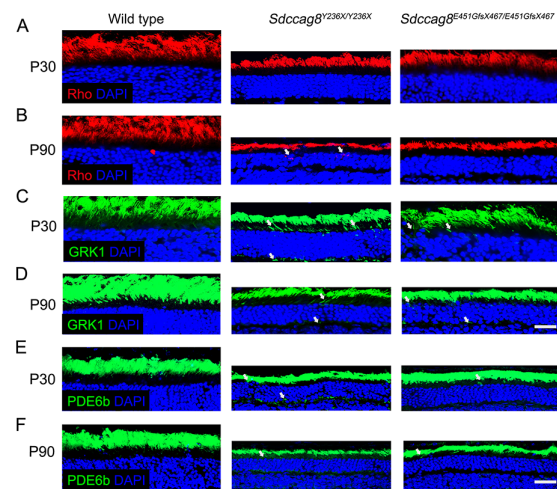 Wild type Sdccag8Y236X/Y236X Sdccag8E451GfsX467/E451GfsX467
A
P30
Rho DAPI
B
P90
Rho DAPI
C
P30
GRK1 DAPI
D
P90
GRK1 DAPI
E
P30
PDE6b DAPI
F
P90
PDE6b DAPI